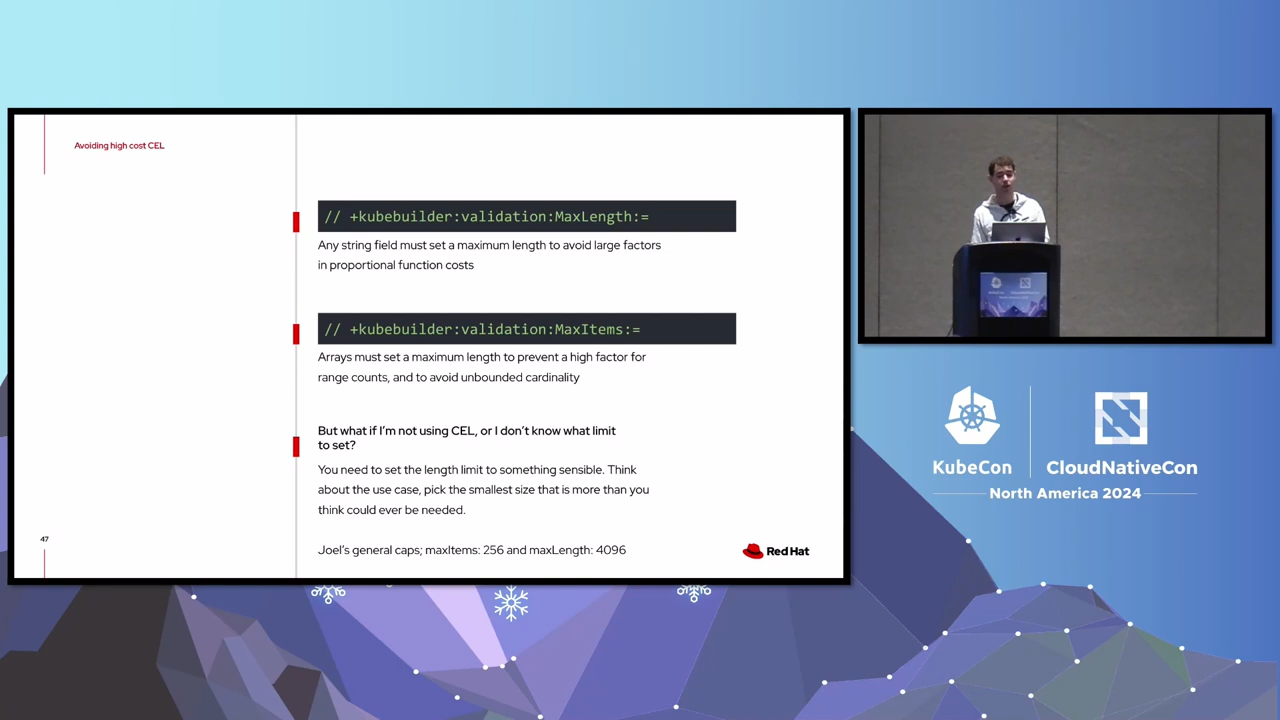 Avoiding high cost CEL
// +kubebuilder:validation:MaxLength:=
Any string field must set a maximum length to avoid large factors
in proportional function costs
// +kubebuilder:validation:MaxItems:=
Arrays must set a maximum length to prevent a high factor for
range counts, and to avoid unbounded cardinality
But what if I'm not using CEL, or I don't know what limit
to set?
You need to set the length limit to something sensible. Think
about the use case, pick the smallest size that is more than you
think could ever be needed.
Joel's general caps; maxItems: 256 and maxLength: 4096
47
Red Hat
KubeCon
CloudNativeCon
North America 2024